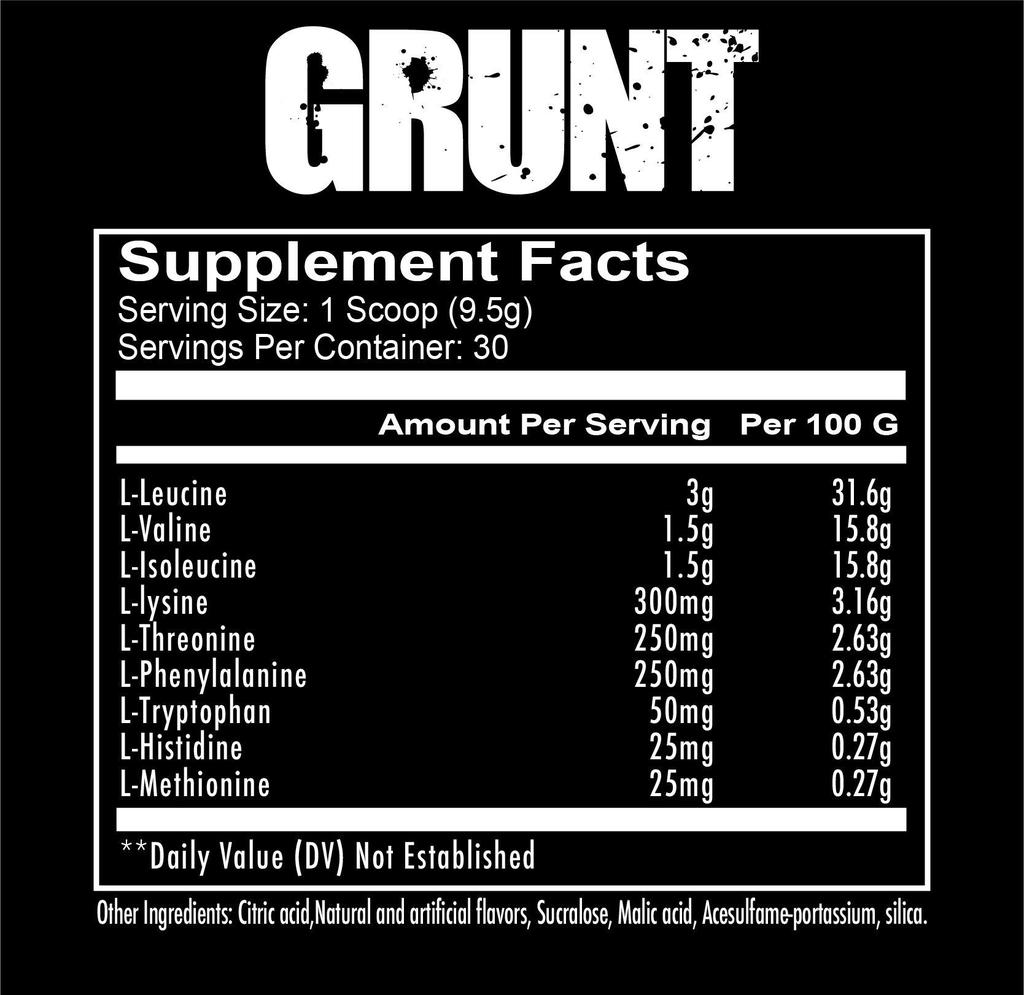 GRUNT
Supplement Facts
Serving Size: 1 Scoop (9.5g)
Servings Per Container: 30
Amount Per Serving Per 100 G
L-Leucine 3g 31.6g
L-Valine 1.5g 15.8g
L-Isoleucine 1.5g 15.8g
L-lysine 300mg 3.16g
L-Threonine 250mg 2.63g
L-Phenylalanine 250mg 2.63g
L-Tryptophan 50mg 0.53g
L-Histidine 25mg 0.27g
L-Methionine 25mg 0.27g
**Daily Value (DV) Not Established
Other Ingredients: Citric acid,Natural and artificial flavors, Sucralose, Malic acid, Acesulfame-portassium, silica.